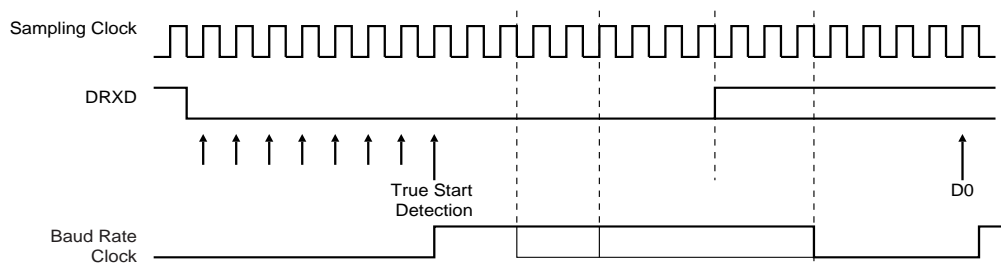 Sampling Clock
DRXD
True Start
Detection
D0
Baud Rate
Clock